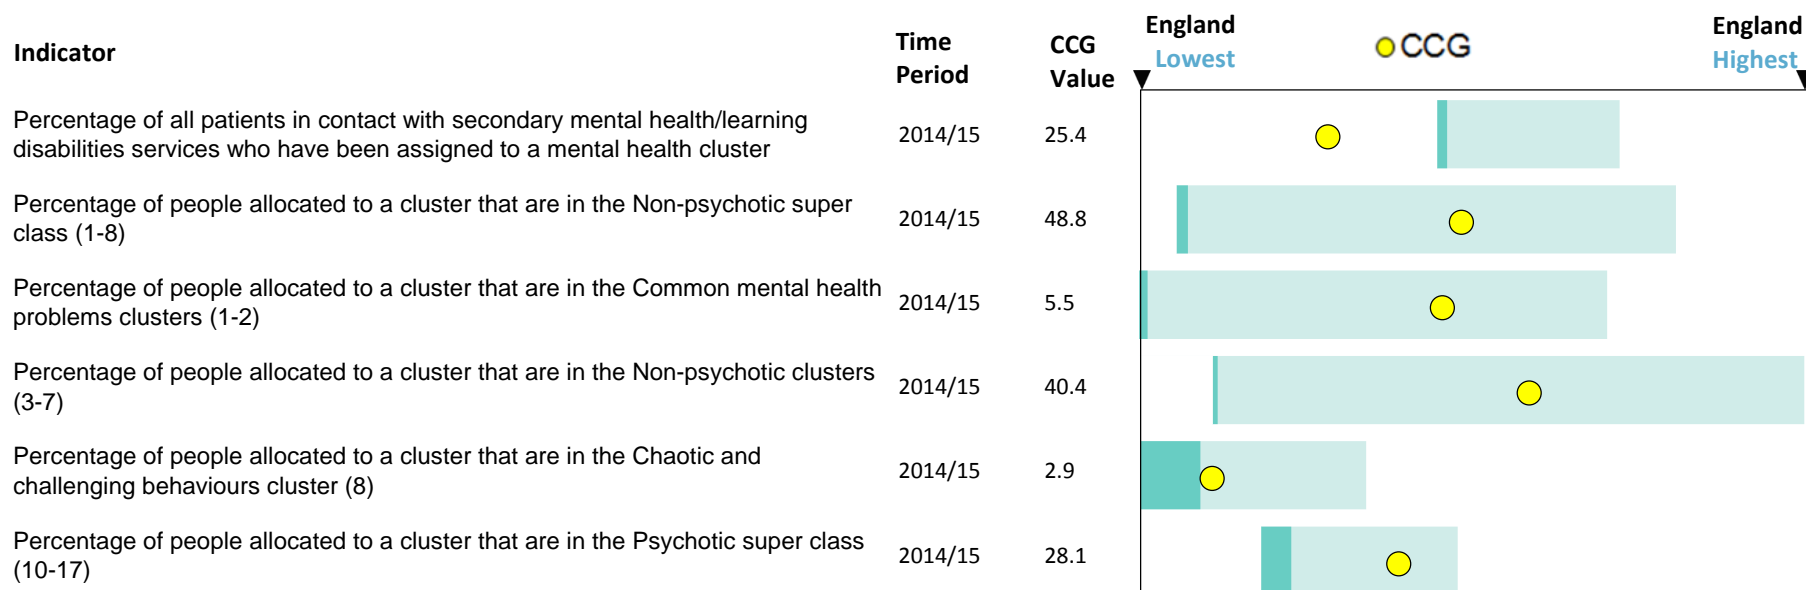 Indicator
Time Period
CCG Value
England Lowest
CCG
England Highest
Percentage of all patients in contact with secondary mental health/learning
disabilities services who have been assigned to a mental health cluster
2014/15
25.4
Percentage of people allocated to a cluster that are in the Non-psychotic super
class (1-8)
2014/15
48.8
Percentage of people allocated to a cluster that are in the Common mental health
problems clusters (1-2)
2014/15
5.5
Percentage of people allocated to a cluster that are in the Non-psychotic clusters
(3-7)
2014/15
40.4
Percentage of people allocated to a cluster that are in the Chaotic and
challenging behaviours cluster (8)
2014/15
2.9
Percentage of people allocated to a cluster that are in the Psychotic super class
(10-17)
2014/15
28.1